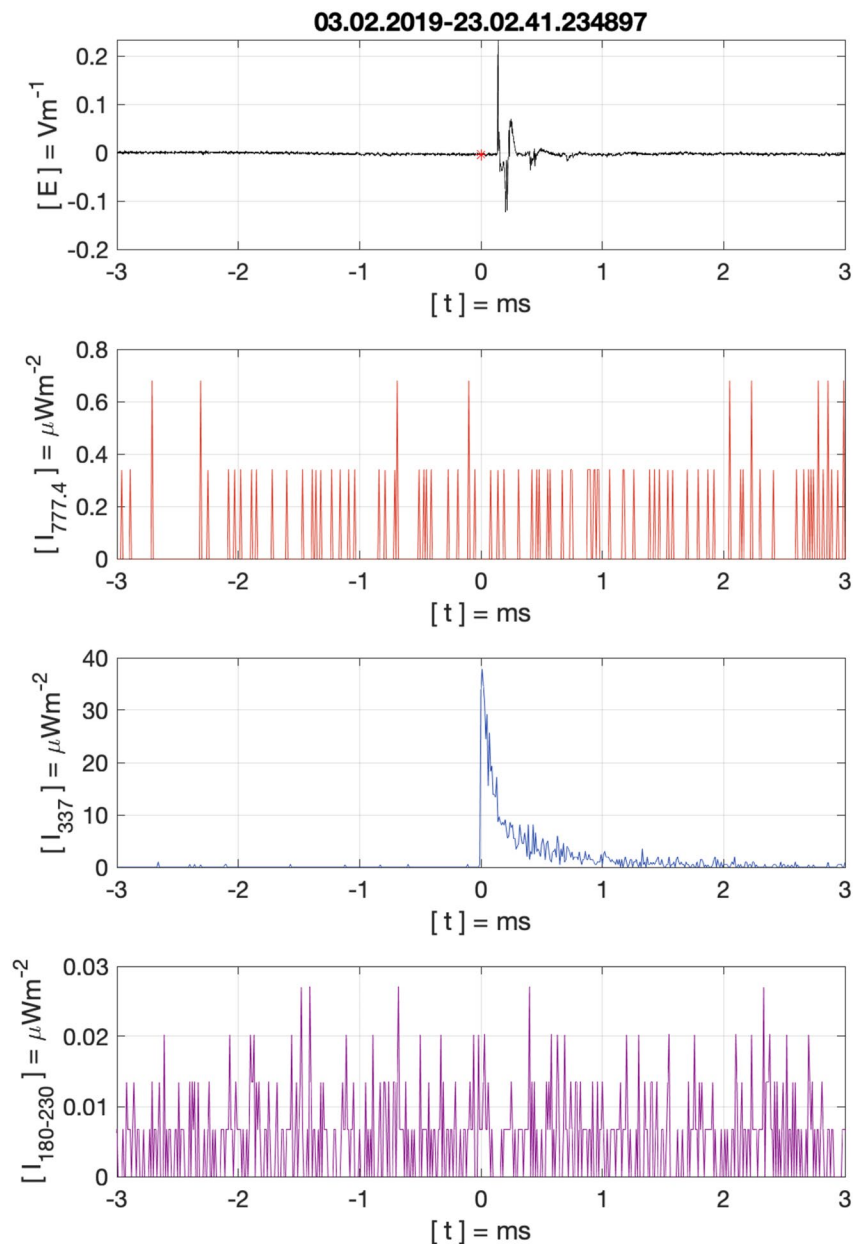 03.02.2019-23.02.41.234897
[ E ] = Vm⁻¹
0.2
0.1
0
-0.1
-0.2
-3 -2 -1 0 1 2 3
[ t ] = ms
[ I₇₇₇.₄ ] = μWm⁻²
0.8
0.6
0.4
0.2
0
-3 -2 -1 0 1 2 3
[ t ] = ms
[ I₃₃₇ ] = μWm⁻²
40
30
20
10
0
-3 -2 -1 0 1 2 3
[ t ] = ms
[ I₁₈₀₋₂₃₀ ] = μWm⁻²
0.03
0.02
0.01
0
-3 -2 -1 0 1 2 3
[ t ] = ms